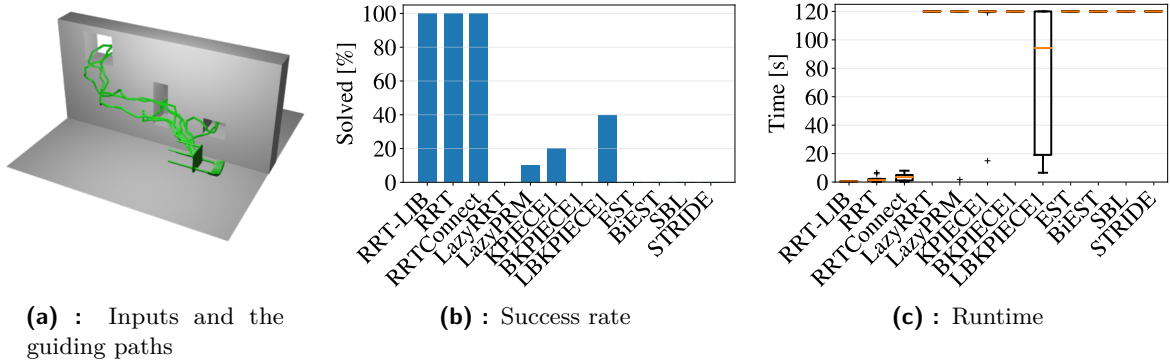 100
80
60
40
20
0
Solved [%]
RRT-LIB
RRT
RRTConnect
LazyRRT
LazyPRM
KPIECE1
BKPIECE1
LBKPIECE1
EST
BiEST
SBL
STRIDE
120
100
80
60
40
20
0
Time [s]
RRT-LIB
RRT
RRTConnect
LazyRRT
LazyPRM
KPIECE1
BKPIECE1
LBKPIECE1
EST
BiEST
SBL
STRIDE
(a) : Inputs and the
guiding paths
(b) : Success rate
(c) : Runtime